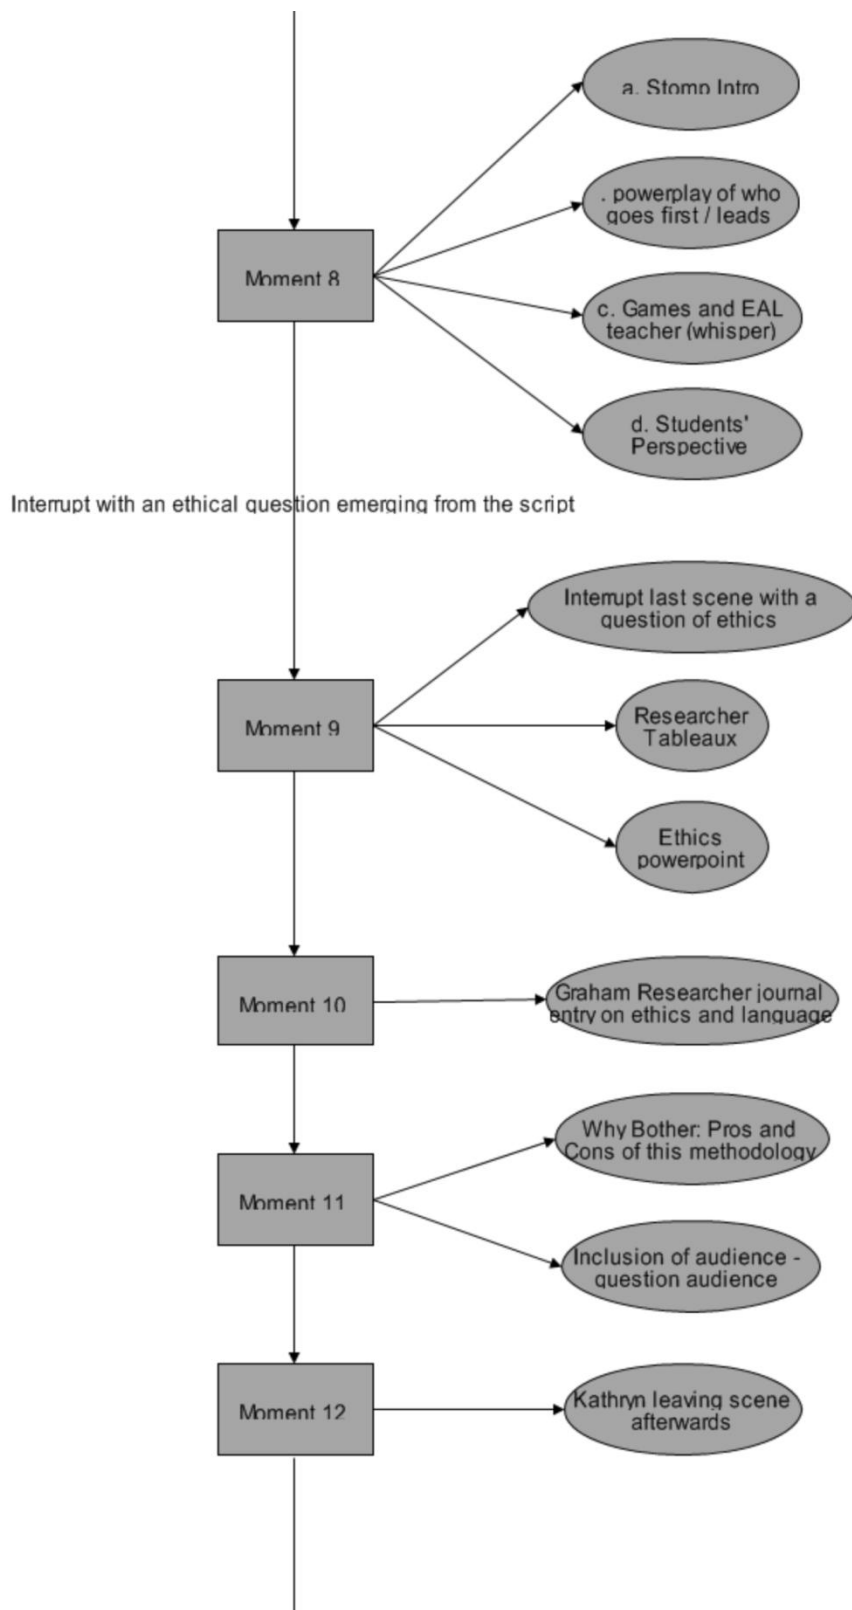 a. Stomp Intro
. powerplay of who
goes first / leads
Moment 8
c. Games and EAL
teacher (whisper)
d. Students'
Perspective
Interrupt with an ethical question emerging from the script
Interrupt last scene with a
question of ethics
Moment 9
Researcher
Tableaux
Ethics
powerpoint
Moment 10
Graham Researcher journal
entry on ethics and language
Why Bother: Pros and
Cons of this methodology
Moment 11
Inclusion of audience -
question audience
Moment 12
Kathryn leaving scene
afterwards